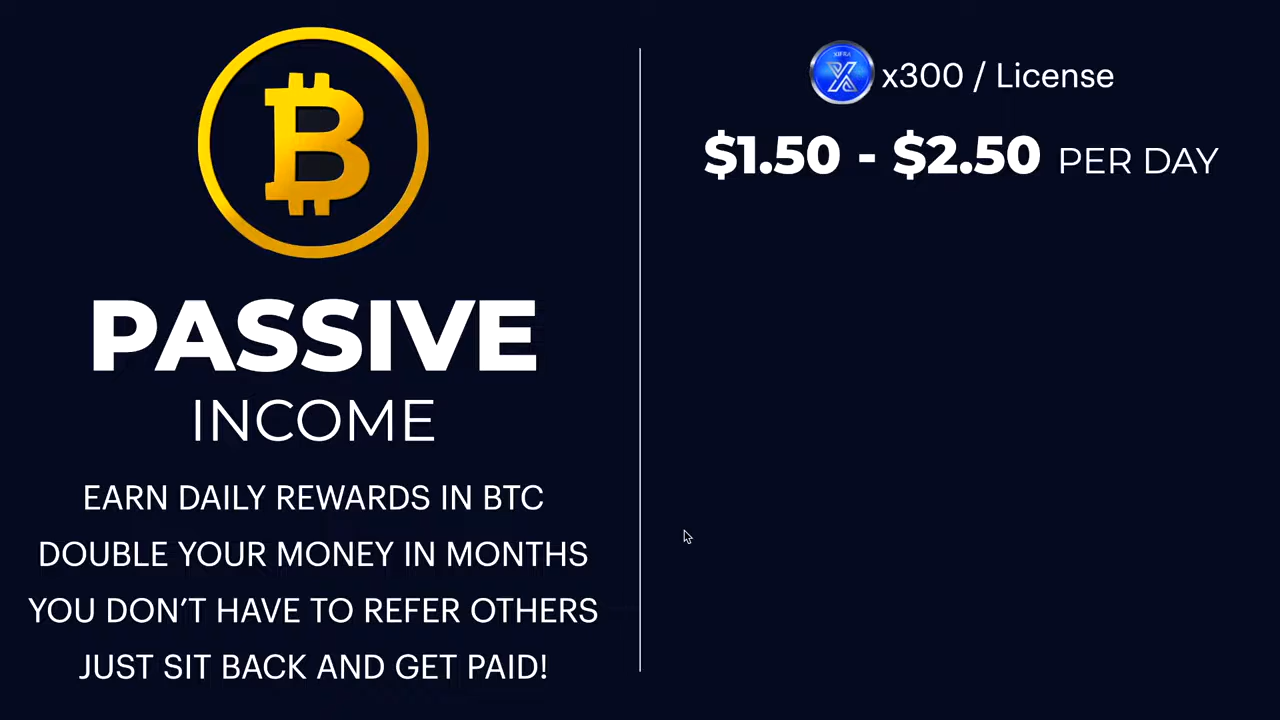 PASSIVE
INCOME
EARN DAILY REWARDS IN BTC
DOUBLE YOUR MONEY IN MONTHS
YOU DON’T HAVE TO REFER OTHERS
JUST SIT BACK AND GET PAID!
x300 / License
$1.50 - $2.50 PER DAY